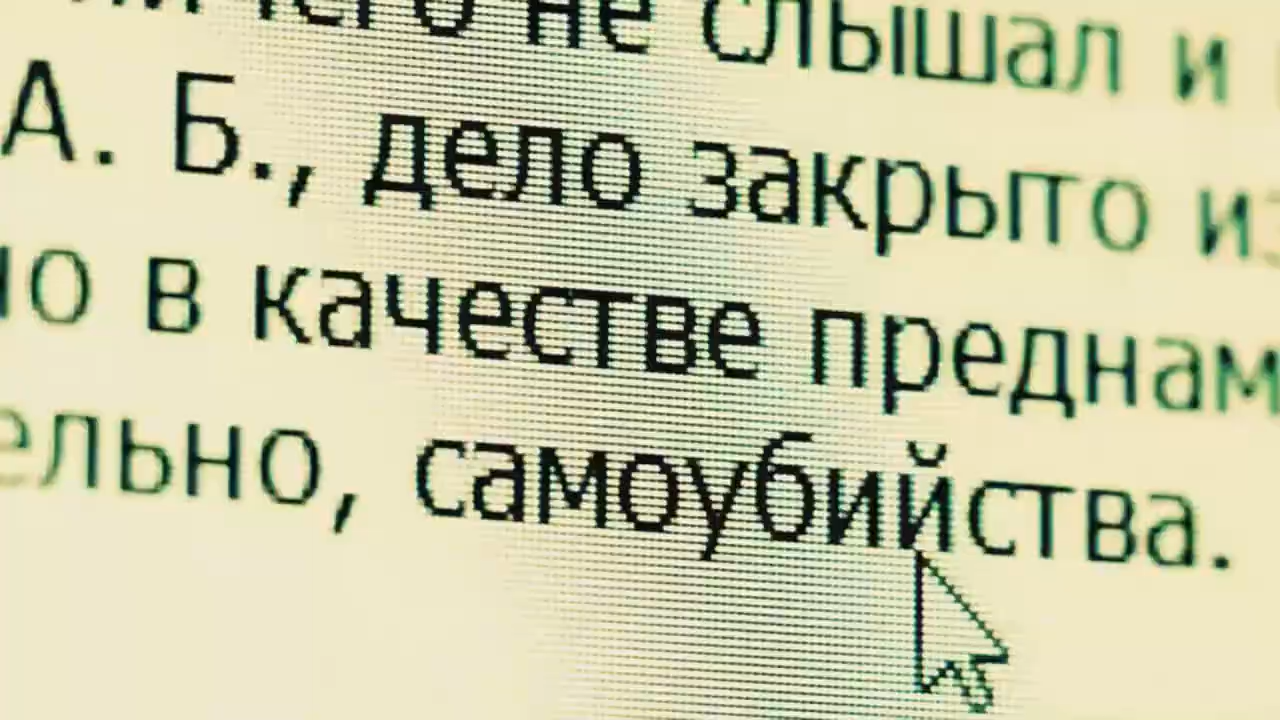 ничего не слышал и
А. Б., дело закрыто из
но в качестве преднам
ельно, самоубийства.